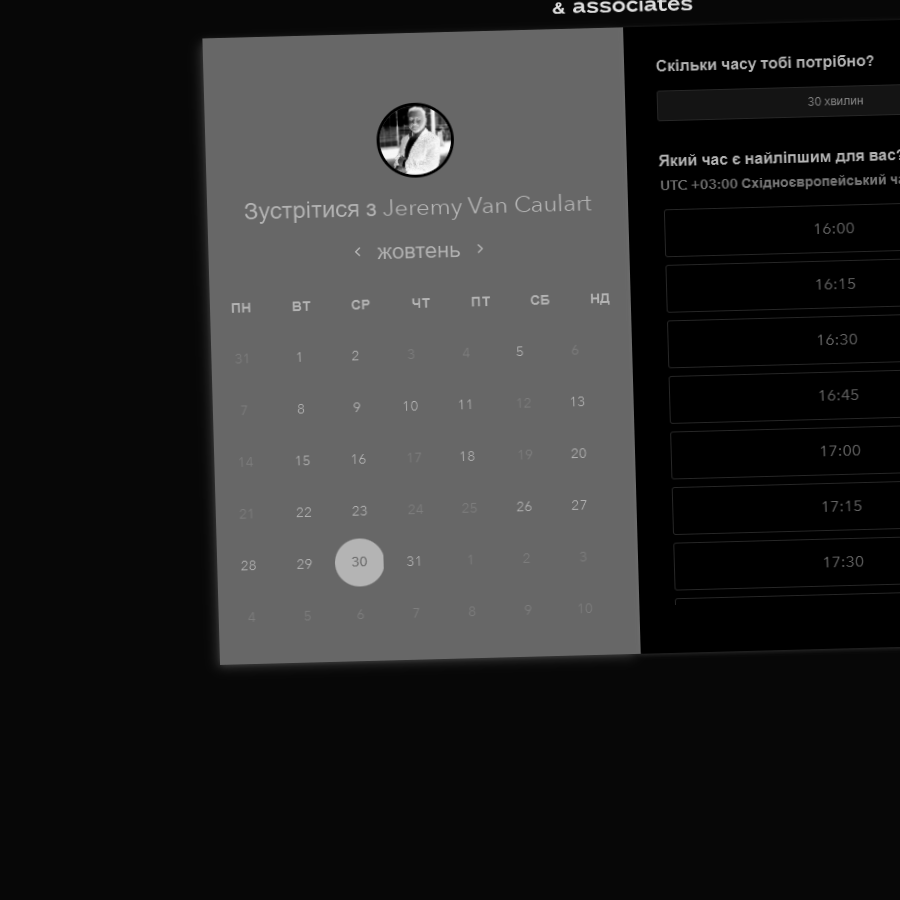 & associates
Зустрітися з Jeremy Van Caulart
жовтень
ПН ВТ СР ЧТ ПТ СБ НД
31 1 2 3 4 5 6
7 8 9 10 11 12 13
14 15 16 17 18 19 20
21 22 23 24 25 26 27
28 29 30 31 1 2 3
4 5 6 7 8 9 10
Скільки часу тобі потрібно?
30 хвилин
Який час є найліпшим для вас?
UTC +03:00 Східноєвропейський
16:00
16:15
16:30
16:45
17:00
17:15
17:30